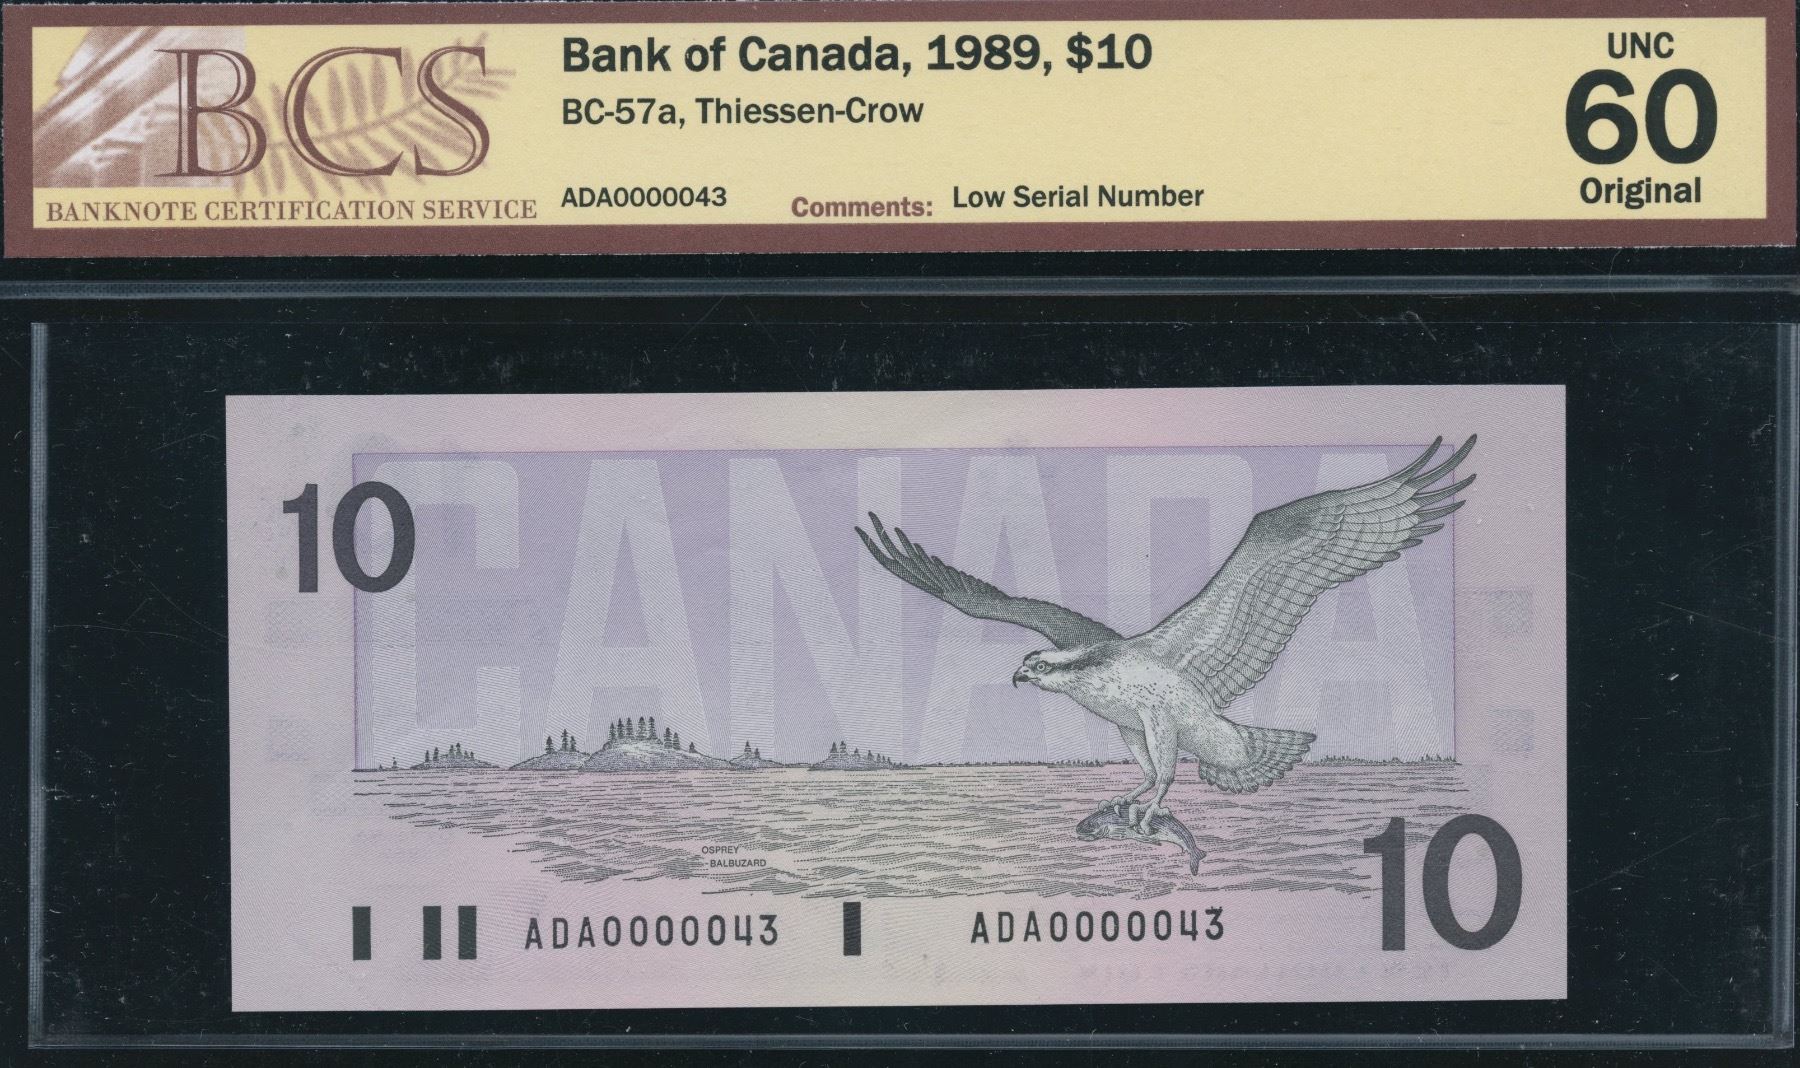 BCS
BANKNOTE CERTIFICATION SERVICE
Bank of Canada, 1989, $10
BC-57a, Thiessen-Crow
ADA0000043 Comments: Low Serial Number
UNC
60
Original
CANADA
10
OSPREY
-BALBUZARD
ADA0000043 ADA0000043
10